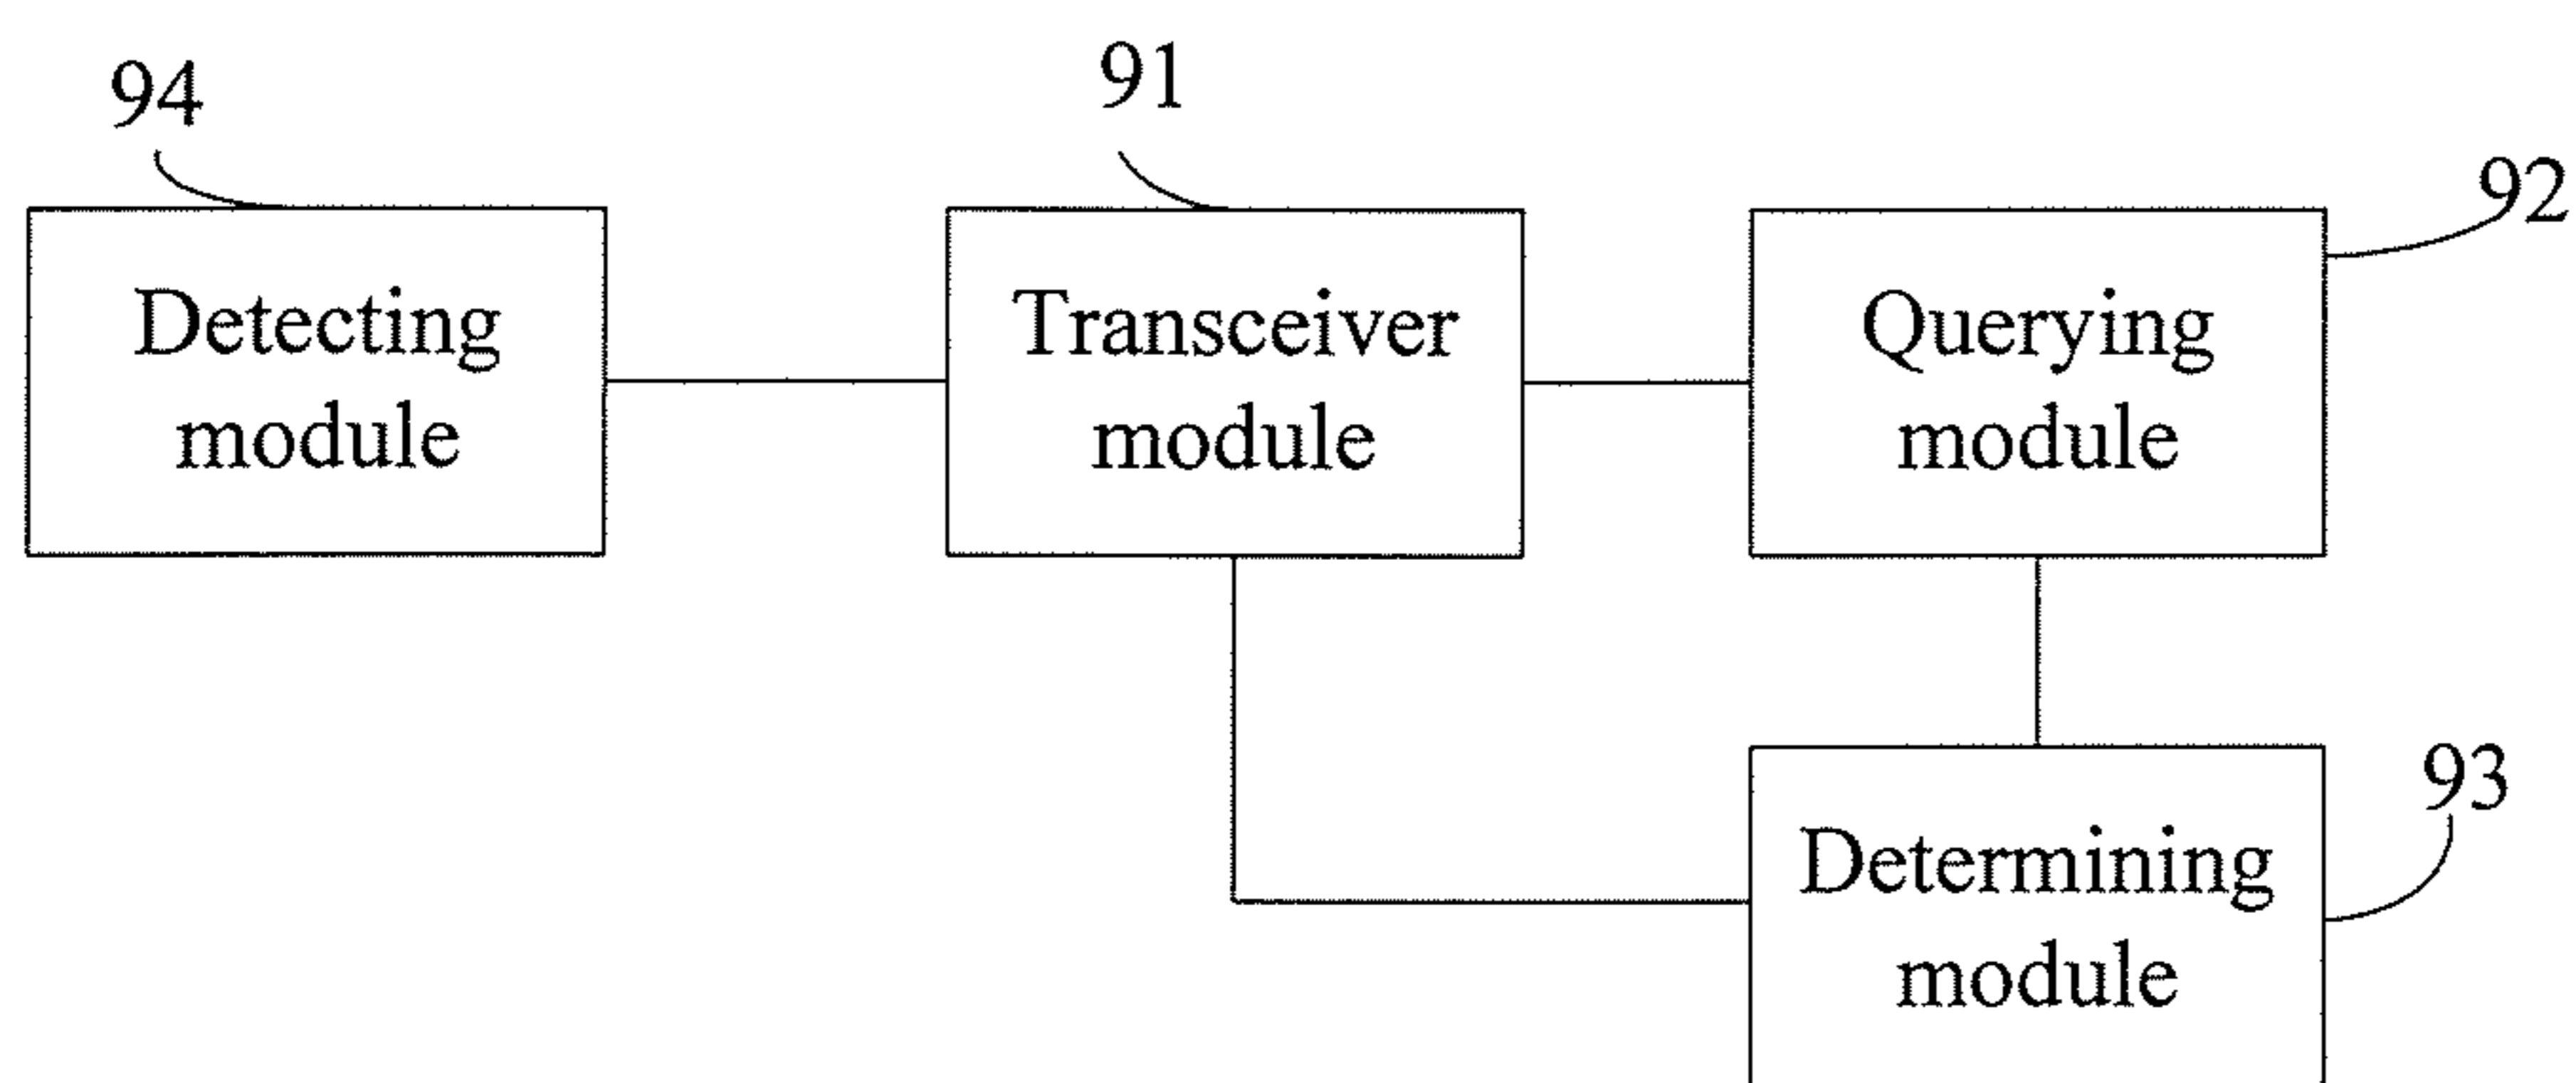 94
91
92
Detecting
module
Transceiver
module
Querying
module
93
Determining
module